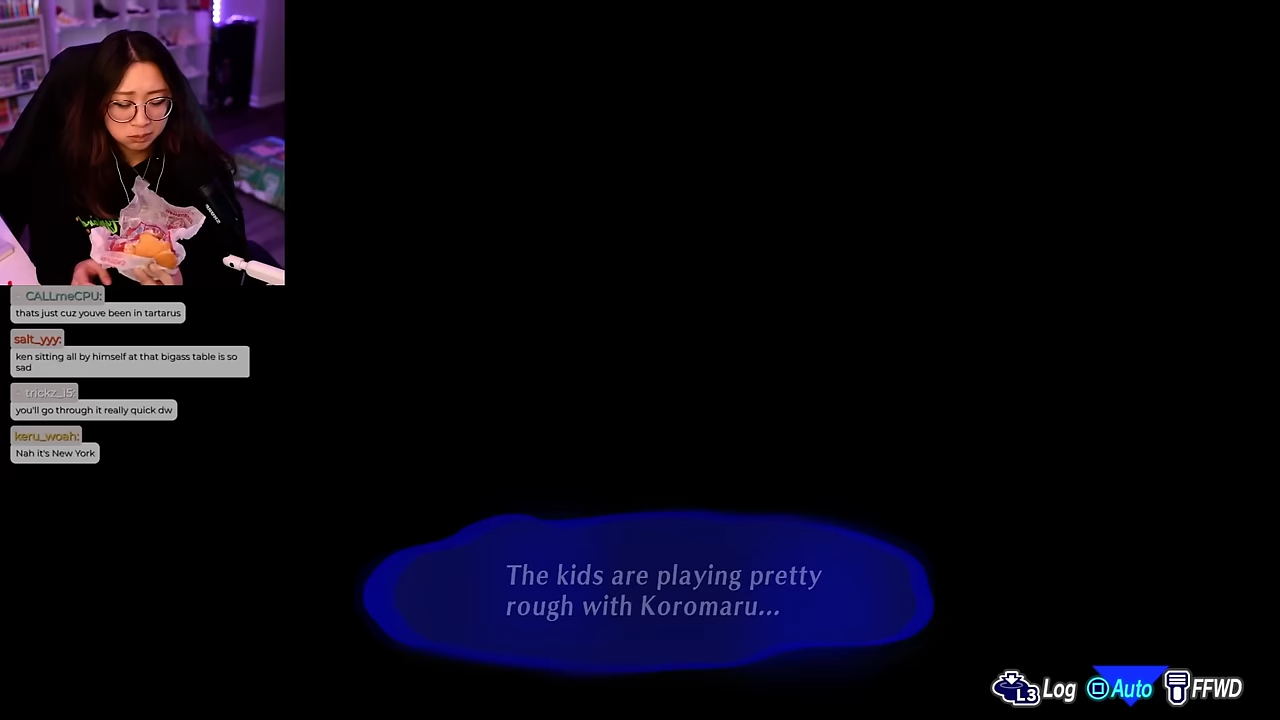 CALLmeCPU:
thats just cuz youve been in tartarus
salt_yyy:
ken sitting all by himself at that bigass table is so
sad
trickz_15:
you'll go through it really quick dw
keru_woah:
Nah it's New York
The kids are playing pretty
rough with Koromaru...
L3 Log Auto FFWD